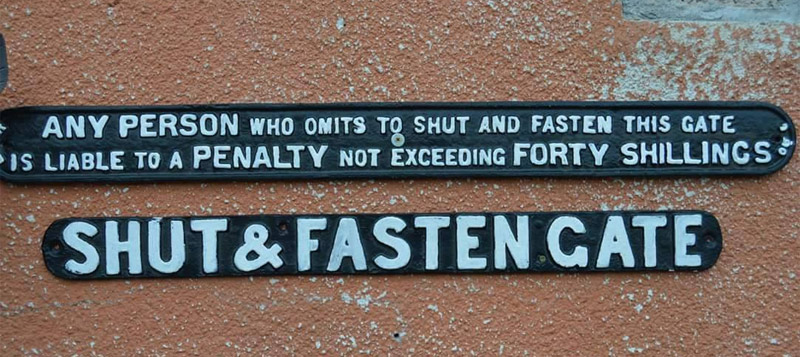 ANY PERSON WHO OMITS TO SHUT AND FASTEN THIS GATE
IS LIABLE TO A PENALTY NOT EXCEEDING FORTY SHILLINGS
SHUT & FASTEN GATE